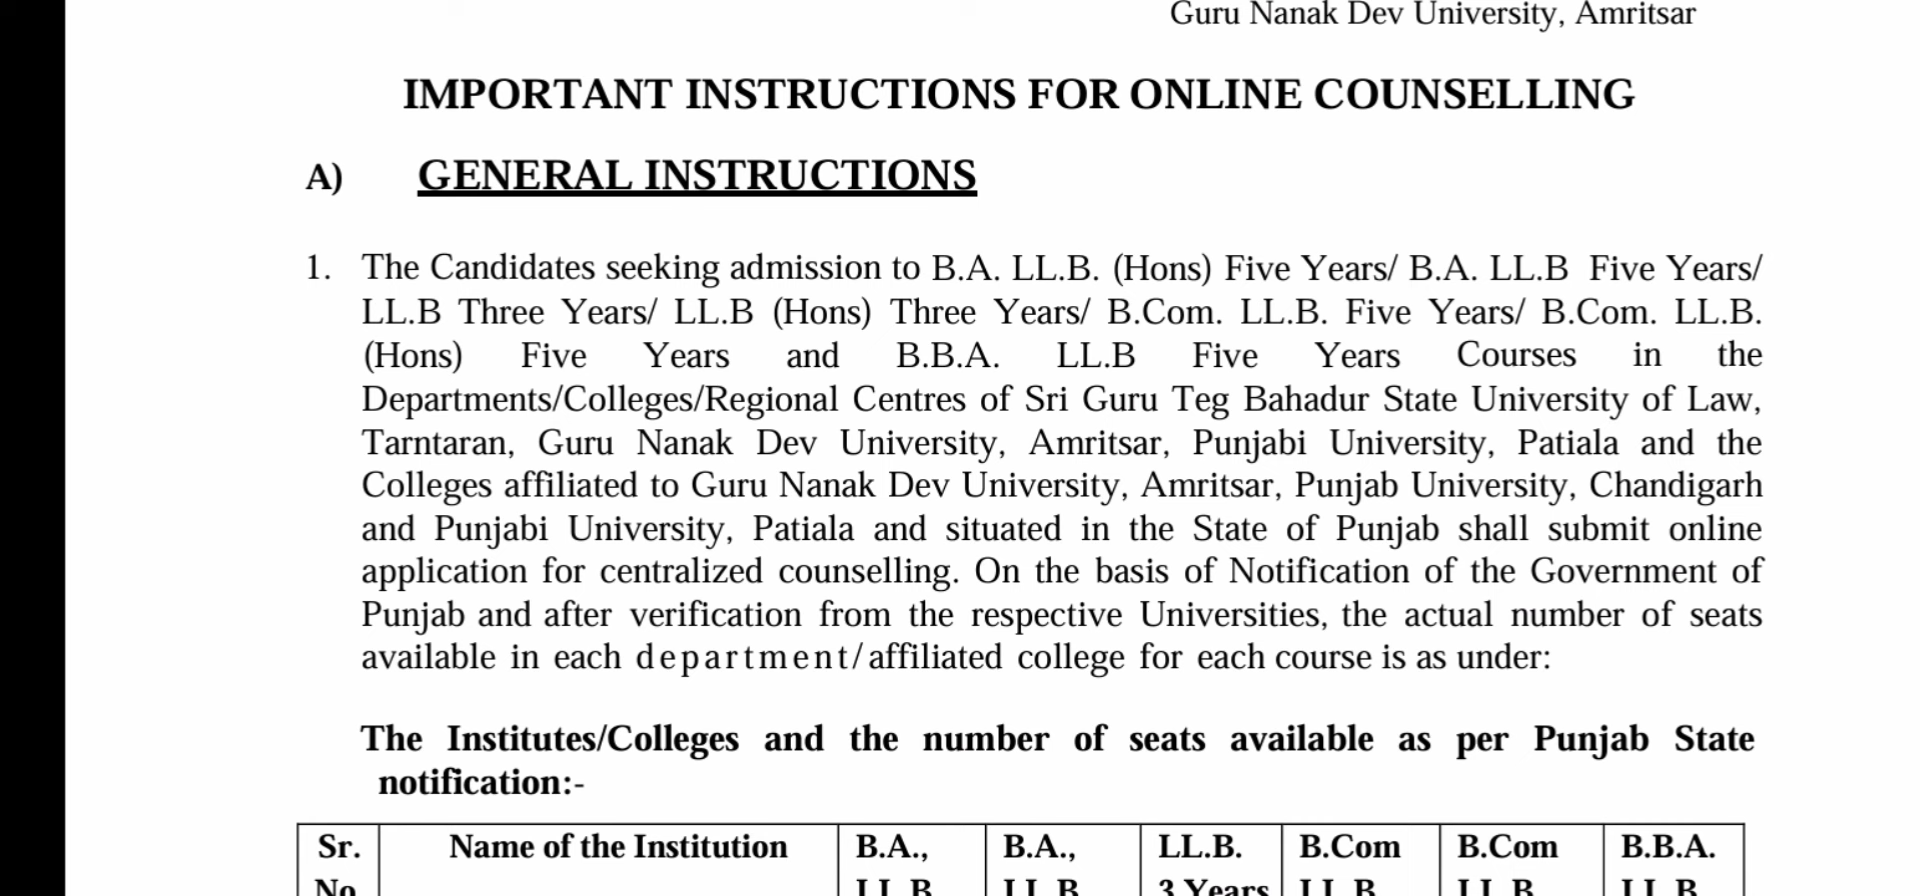 Guru Nanak Dev University, Amritsar
IMPORTANT INSTRUCTIONS FOR ONLINE COUNSELLING
A) GENERAL INSTRUCTIONS
1. The Candidates seeking admission to B.A. LL.B. (Hons) Five Years/ B.A. LL.B Five Years/
LL.B Three Years/ LL.B (Hons) Three Years/ B.Com. LL.B. Five Years/ B.Com. LL.B.
(Hons) Five Years and B.B.A. LL.B Five Years Courses in the
Departments/Colleges/Regional Centres of Sri Guru Teg Bahadur State University of Law,
Tarntaran, Guru Nanak Dev University, Amritsar, Punjabi University, Patiala and the
Colleges affiliated to Guru Nanak Dev University, Amritsar, Punjab University, Chandigarh
and Punjabi University, Patiala and situated in the State of Punjab shall submit online
application for centralized counselling. On the basis of Notification of the Government of
Punjab and after verification from the respective Universities, the actual number of seats
available in each department/affiliated college for each course is as under:
The Institutes/Colleges and the number of seats available as per Punjab State
notification:-
Sr. Name of the Institution B.A., B.A., LL.B. B.Com B.Com B.B.A.
No LL.B LL.B 3 Years LL.B LL.B LL.B